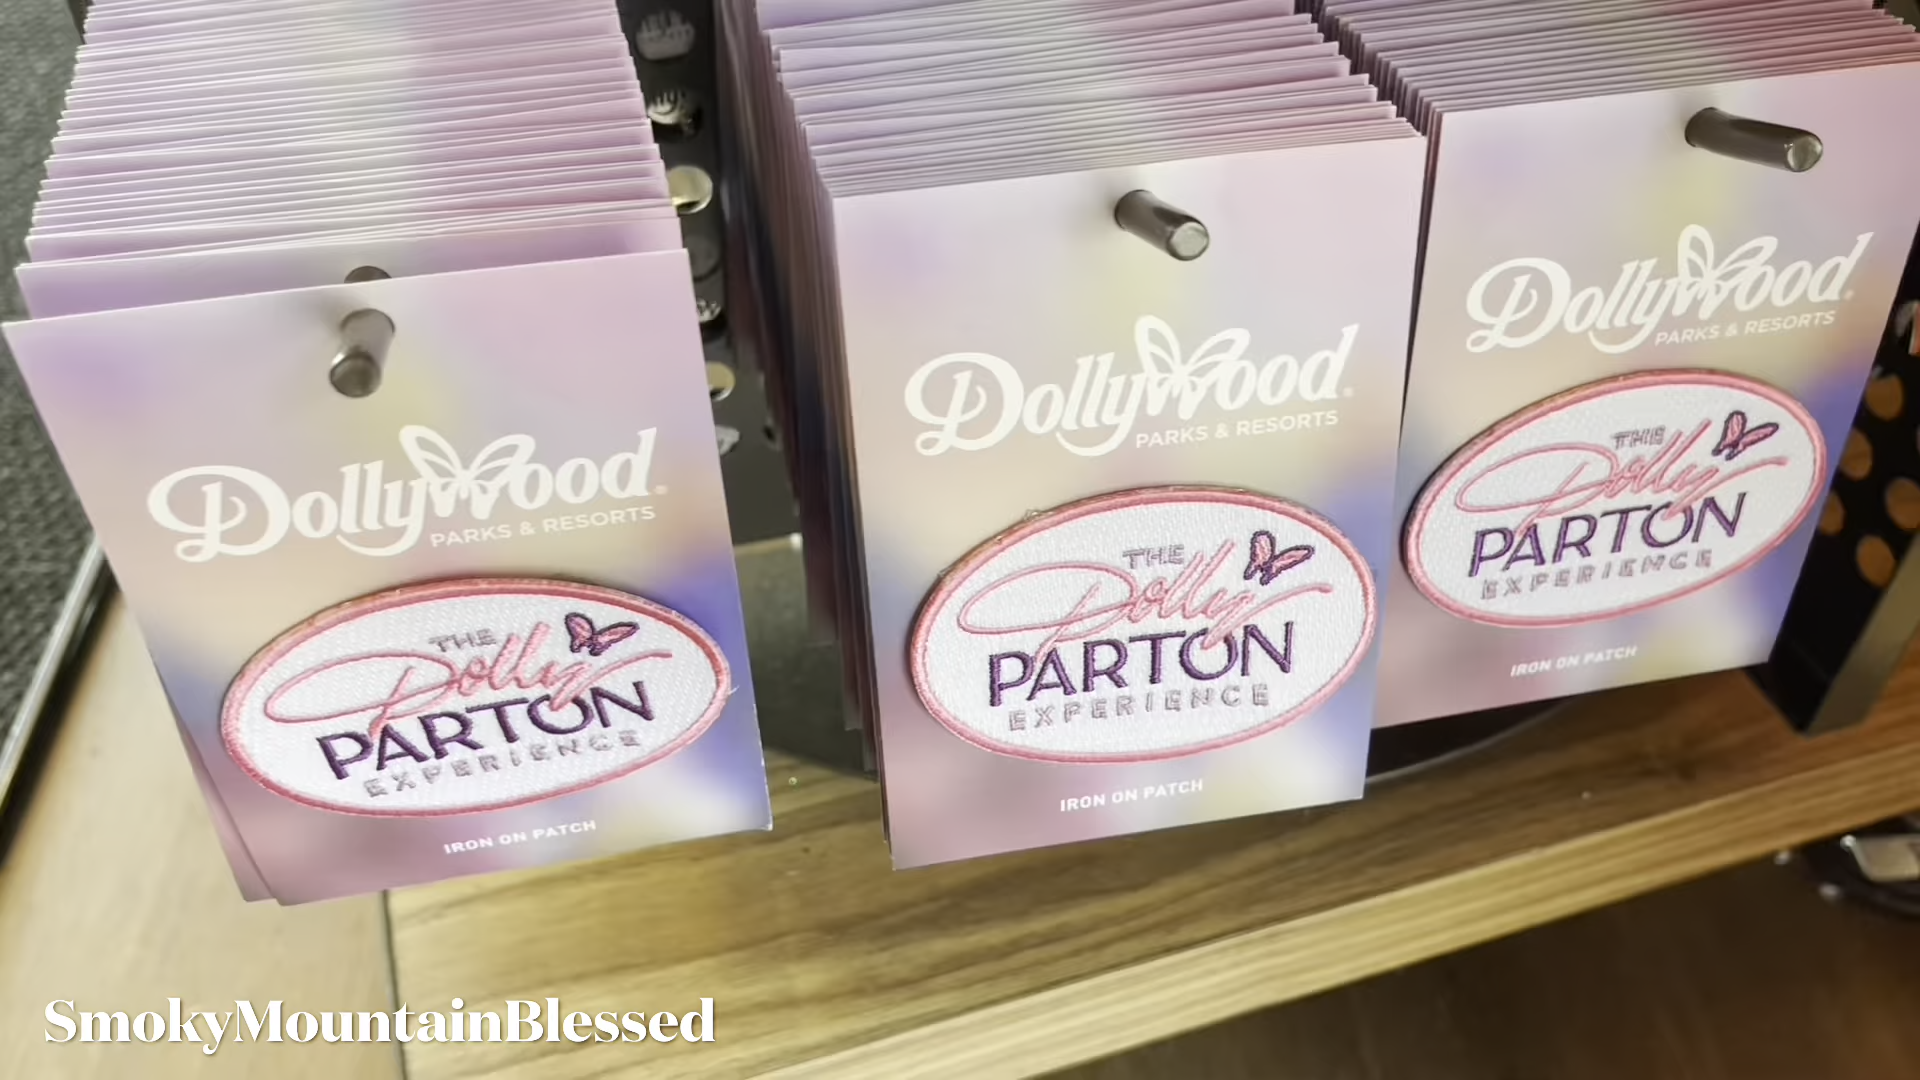 Dollywood®
PARKS & RESORTS
THE
Dolly
PARTON
EXPERIENCE
IRON ON PATCH
Dollywood®
PARKS & RESORTS
THE
Dolly
PARTON
EXPERIENCE
IRON ON PATCH
Dollywood®
PARKS & RESORTS
THE
Dolly
PARTON
EXPERIENCE
IRON ON PATCH
SmokyMountainBlessed